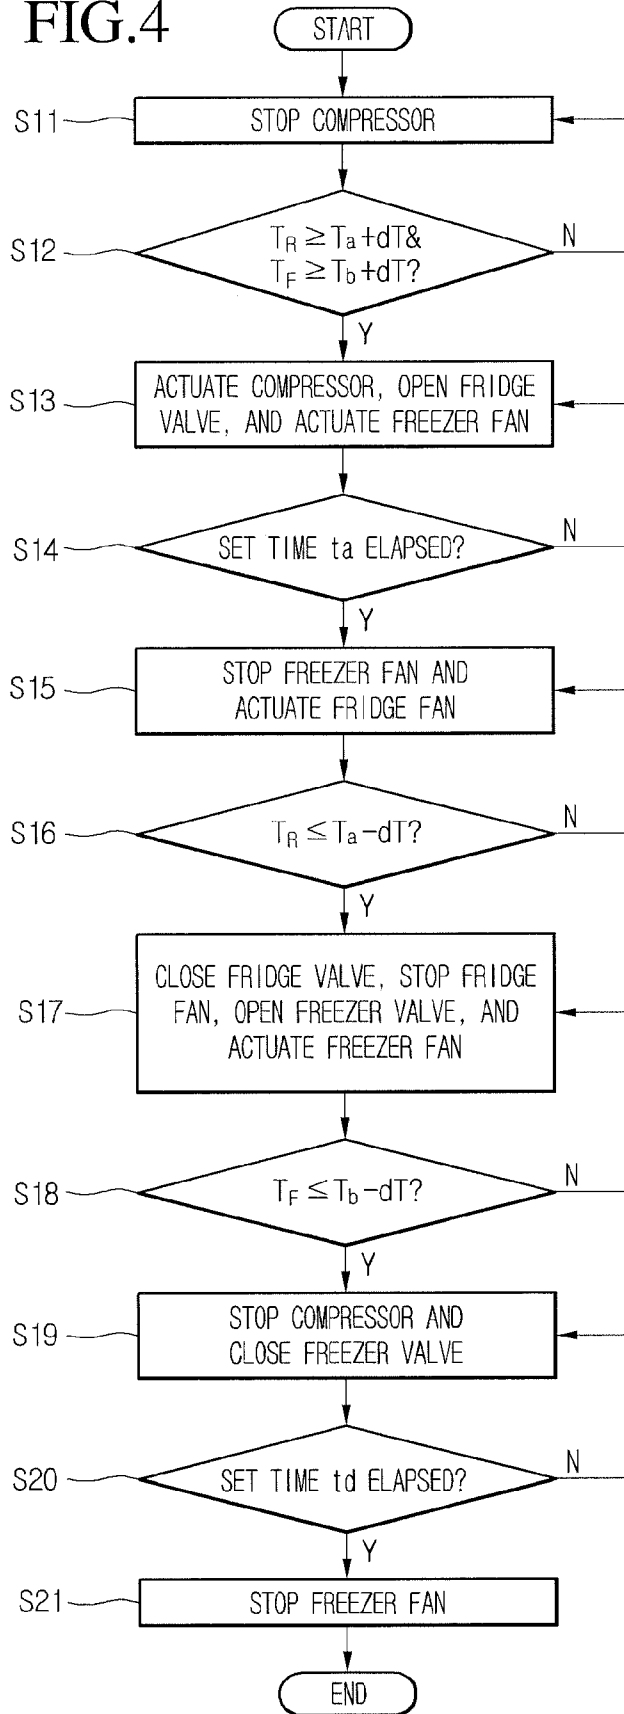 FIG.4
START
S11
STOP COMPRESSOR
S12
T_R ≥ T_a+dT&
T_F ≥ T_b+dT?
N
Y
S13
ACTUATE COMPRESSOR, OPEN FRIDGE
VALVE, AND ACTUATE FREEZER FAN
S14
SET TIME ta ELAPSED?
N
Y
S15
STOP FREEZER FAN AND
ACTUATE FRIDGE FAN
S16
T_R ≤ T_a−dT?
N
Y
S17
CLOSE FRIDGE VALVE, STOP FRIDGE
FAN, OPEN FREEZER VALVE, AND
ACTUATE FREEZER FAN
S18
T_F ≤ T_b−dT?
N
Y
S19
STOP COMPRESSOR AND
CLOSE FREEZER VALVE
S20
SET TIME td ELAPSED?
N
Y
S21
STOP FREEZER FAN
END